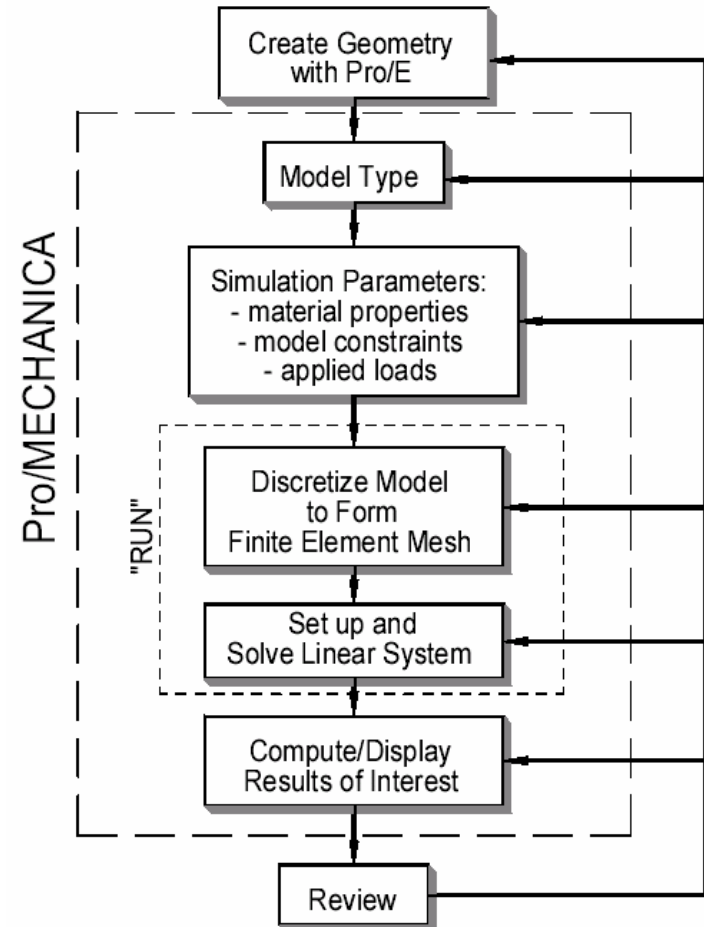 Create Geometry
with Pro/E
Model Type
Simulation Parameters:
- material properties
- model constraints
- applied loads
Pro/MECHANICA
"RUN"
Discretize Model
to Form
Finite Element Mesh
Set up and
Solve Linear System
Compute/Display
Results of Interest
Review